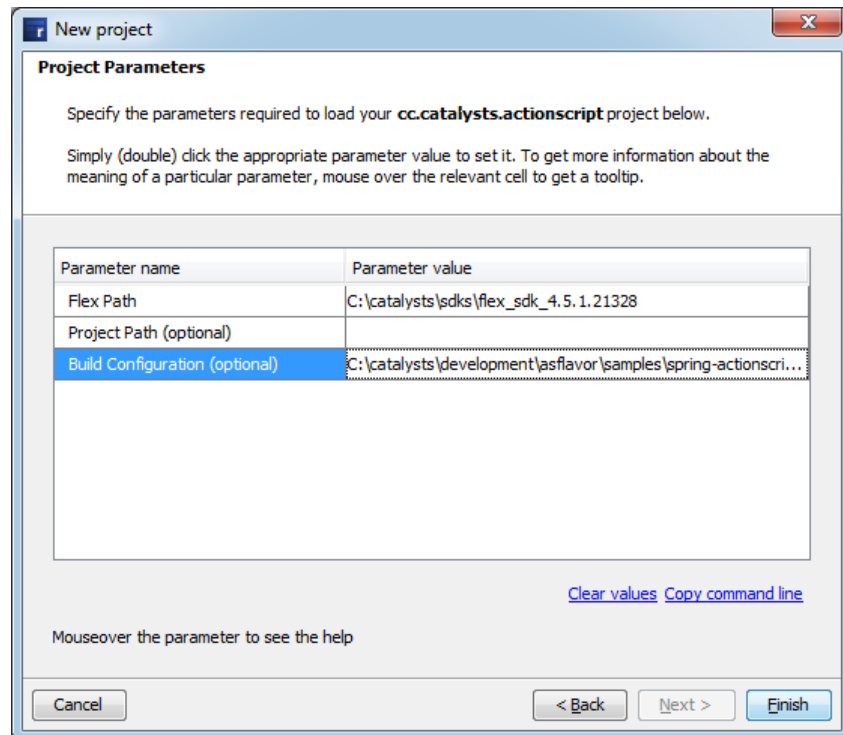 New project
Project Parameters
Specify the parameters required to load your cc.catalysts.actionscript project below.
Simply (double) click the appropriate parameter value to set it. To get more information about the
meaning of a particular parameter, mouse over the relevant cell to get a tooltip.
Parameter name Parameter value
Flex Path C:\catalysts\sdks\flex_sdk_4.5.1.21328
Project Path (optional)
Build Configuration (optional) C:\catalysts\development\asflavor\samples\spring-actionscri...
Clear values Copy command line
Mouseover the parameter to see the help
Cancel < Back Next > Finish